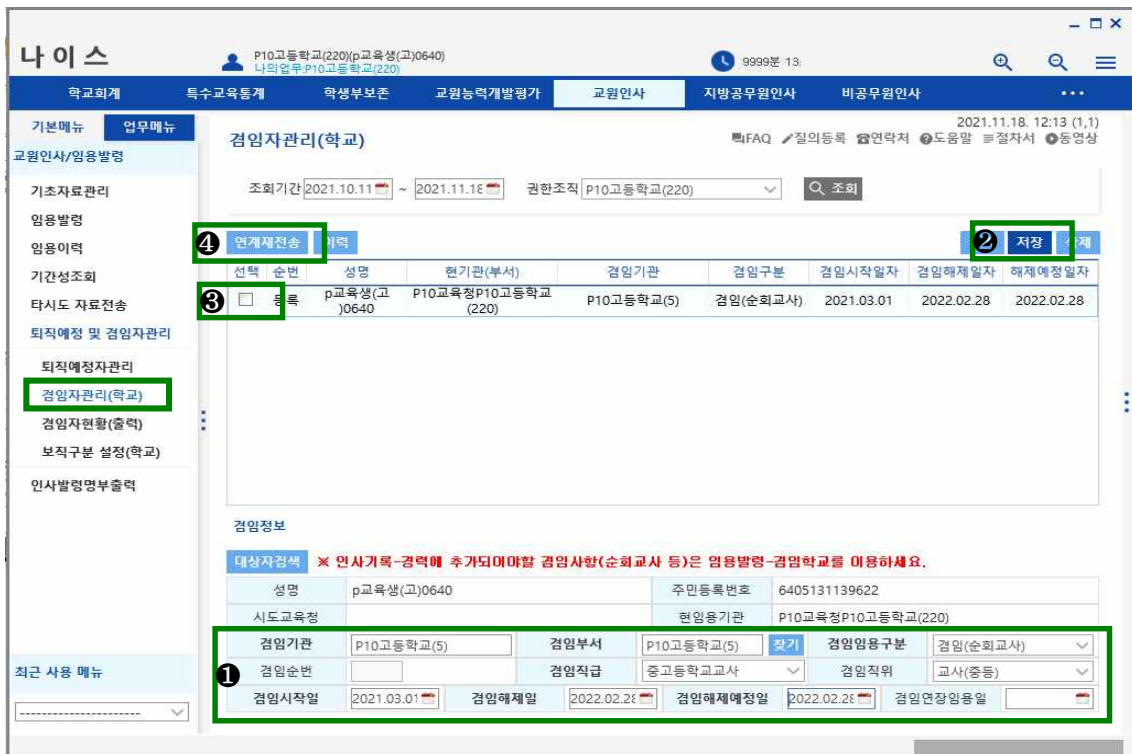 나이스
P10고등학교(220)(p교육생(고)0640)
나의업무:P10고등학교(220)
9999분 13:
학교회계 특수교육통계 학생부보존 교원능력개발평가 교원인사 지방공무원인사 비공무원인사 •••
기본메뉴 업무메뉴
교원인사/임용발령
기초자료관리
임용발령
임용이력
기간성조회
타시도 자료전송
퇴직예정 및 겸임자관리
퇴직예정자관리
겸임자관리(학교)
겸임자현황(출력)
보직구분 설정(학교)
인사발령명부출력
최근 사용 메뉴
----------------------
2021.11.18. 12:13 (1,1)
겸임자관리(학교)
FAQ 질의등록 연락처 도움말 절차서 동영상
조회기간 2021.10.11 ~ 2021.11.18 권한조직 P10고등학교(220) 조회
❹ 연계재전송 이력 ❷ 저장 삭제
선택 순번 성명 현기관(부서) 겸임기관 겸임구분 겸임시작일자 겸임해제일자 해제예정일자
❸ 등록 p교육생(고)0640 P10교육청P10고등학교(220) P10고등학교(5) 겸임(순회교사) 2021.03.01 2022.02.28 2022.02.28
겸임정보
대상자검색 ※ 인사기록-경력에 추가되어야할 겸임사항(순회교사 등)은 임용발령-겸임학교를 이용하세요.
성명 p교육생(고)0640 주민등록번호 6405131139622
시도교육청 현임용기관 P10교육청P10고등학교(220)
❶
겸임기관 P10고등학교(5) 겸임부서 P10고등학교(5) 찾기 겸임임용구분 겸임(순회교사)
겸임순번 겸임직급 중고등학교교사 겸임직위 교사(중등)
겸임시작일 2021.03.01 겸임해제일 2022.02.28 겸임해제예정일 2022.02.28 겸임연장임용일